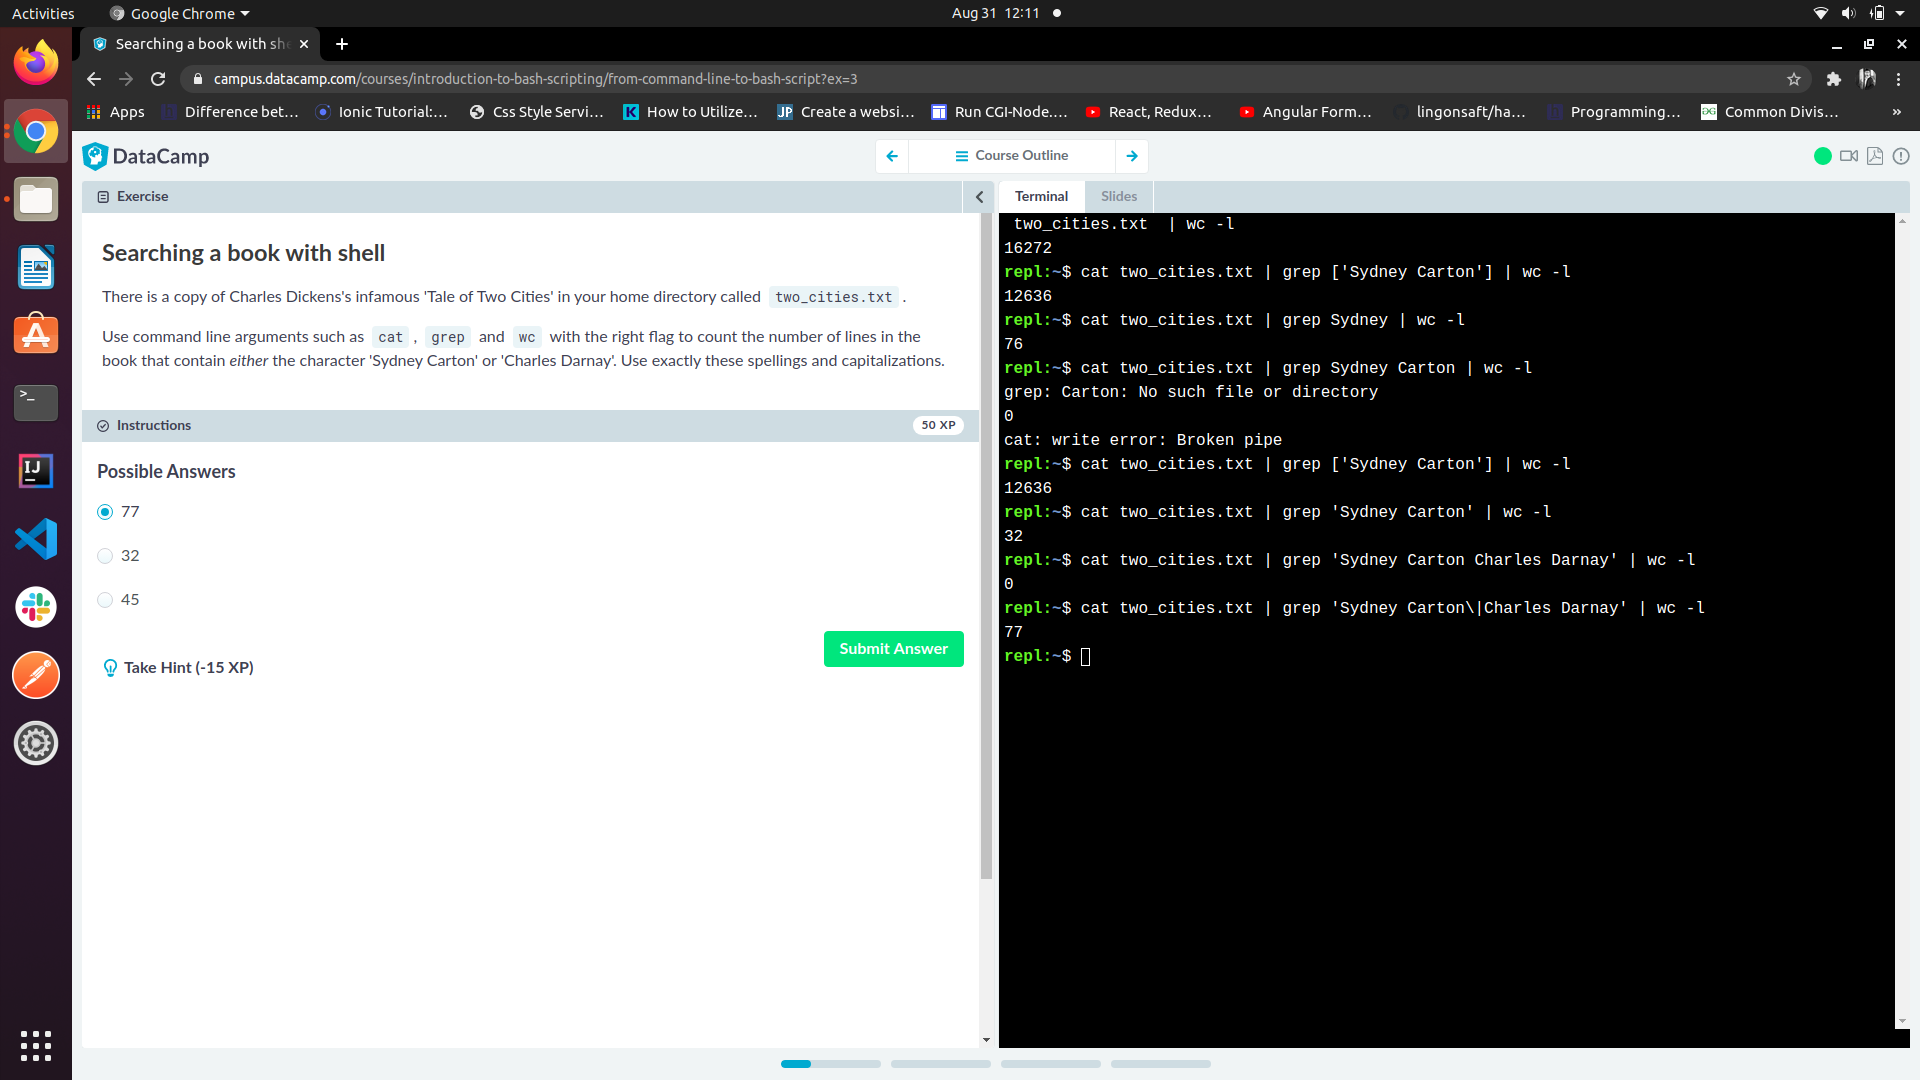 Activities
Google Chrome
Aug 31 12:11
Searching a book with she
campus.datacamp.com/courses/introduction-to-bash-scripting/from-command-line-to-bash-script?ex=3
Apps
Difference bet…
Ionic Tutorial:…
Css Style Servi…
How to Utilize…
JP
Create a websi…
Run CGI-Node.…
React, Redux…
Angular Form…
lingonsaft/ha…
Programming…
Common Divis…
»
DataCamp
Course Outline
Exercise
Terminal
Slides
Searching a book with shell
There is a copy of Charles Dickens's infamous 'Tale of Two Cities' in your home directory called two_cities.txt .
Use command line arguments such as cat , grep and wc with the right flag to count the number of lines in the
book that contain either the character 'Sydney Carton' or 'Charles Darnay'. Use exactly these spellings and capitalizations.
Instructions
50 XP
Possible Answers
77
32
45
Submit Answer
Take Hint (-15 XP)
two_cities.txt  | wc -l
16272
repl:~$ cat two_cities.txt | grep ['Sydney Carton'] | wc -l
12636
repl:~$ cat two_cities.txt | grep Sydney | wc -l
76
repl:~$ cat two_cities.txt | grep Sydney Carton | wc -l
grep: Carton: No such file or directory
0
cat: write error: Broken pipe
repl:~$ cat two_cities.txt | grep ['Sydney Carton'] | wc -l
12636
repl:~$ cat two_cities.txt | grep 'Sydney Carton' | wc -l
32
repl:~$ cat two_cities.txt | grep 'Sydney Carton Charles Darnay' | wc -l
0
repl:~$ cat two_cities.txt | grep 'Sydney Carton\|Charles Darnay' | wc -l
77
repl:~$
>_
IJ